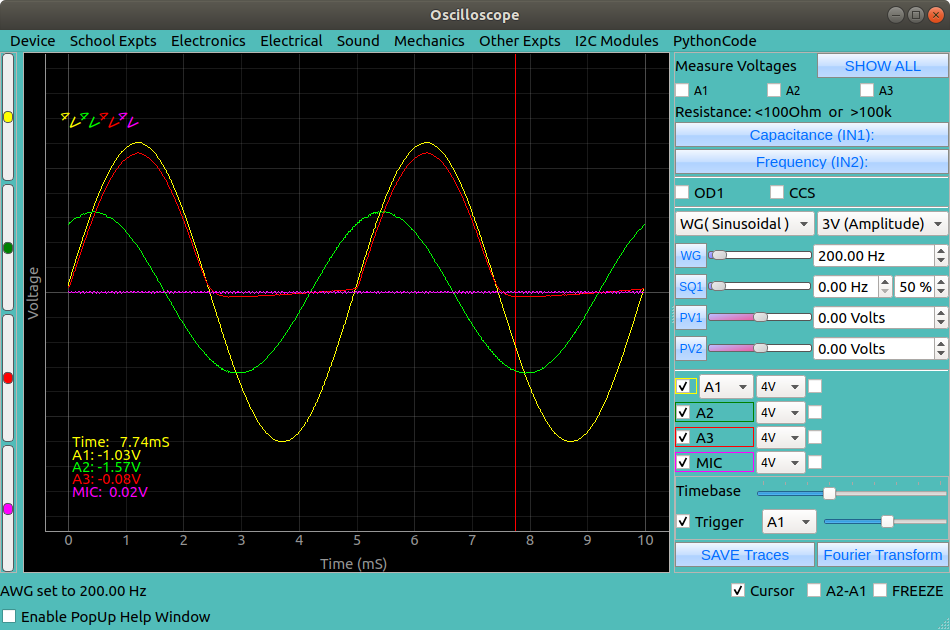 Oscilloscope
Device School Expts Electronics Electrical Sound Mechanics Other Expts I2C Modules PythonCode
Measure Voltages SHOW ALL
A1 A2 A3
Resistance: <100Ohm or >100k
Capacitance (IN1):
Frequency (IN2):
OD1 CCS
WG( Sinusoidal ) 3V (Amplitude)
WG 200.00 Hz
SQ1 0.00 Hz 50 %
PV1 0.00 Volts
PV2 0.00 Volts
A1 4V
A2 4V
A3 4V
MIC 4V
Timebase
Trigger A1
SAVE Traces Fourier Transform
4V 4V 4V 4V
Voltage
Time: 7.74mS
A1: -1.03V
A2: -1.57V
A3: -0.08V
MIC: 0.02V
0 1 2 3 4 5 6 7 8 9 10
Time (mS)
AWG set to 200.00 Hz
Cursor A2-A1 FREEZE
Enable PopUp Help Window